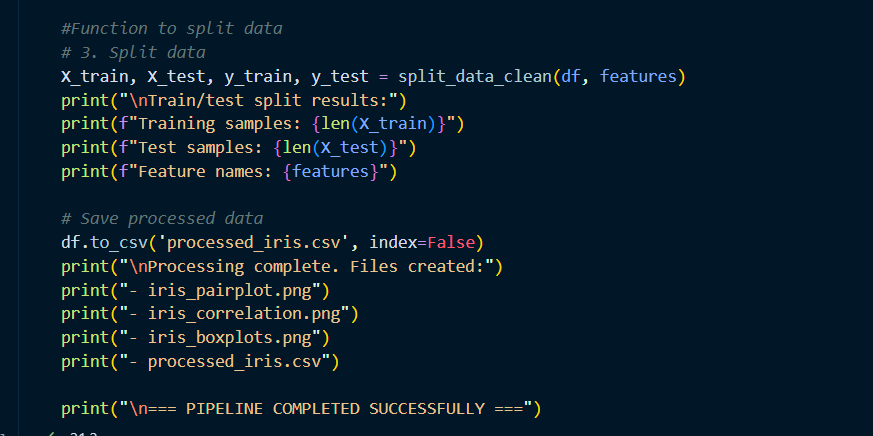 #Function to split data
# 3. Split data
X_train, X_test, y_train, y_test = split_data_clean(df, features)
print("\nTrain/test split results:")
print(f"Training samples: {len(X_train)}")
print(f"Test samples: {len(X_test)}")
print(f"Feature names: {features}")
# Save processed data
df.to_csv('processed_iris.csv', index=False)
print("\nProcessing complete. Files created:")
print("- iris_pairplot.png")
print("- iris_correlation.png")
print("- iris_boxplots.png")
print("- processed_iris.csv")
print("\n=== PIPELINE COMPLETED SUCCESSFULLY ===")